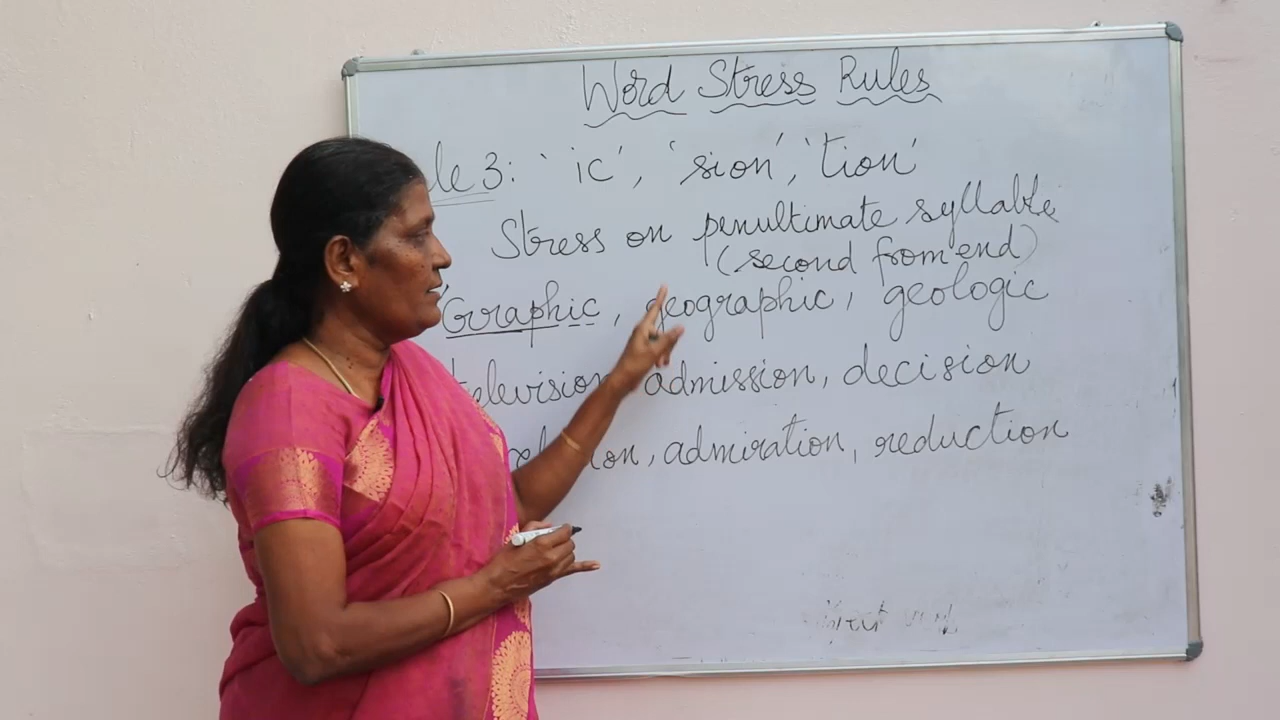 Word Stress Rules
3: 'ic', 'sion', 'tion'
Stress on penultimate syllable
(second from end)
'Graphic, geographic, geologic
television, admission, decision
admiration, reduction